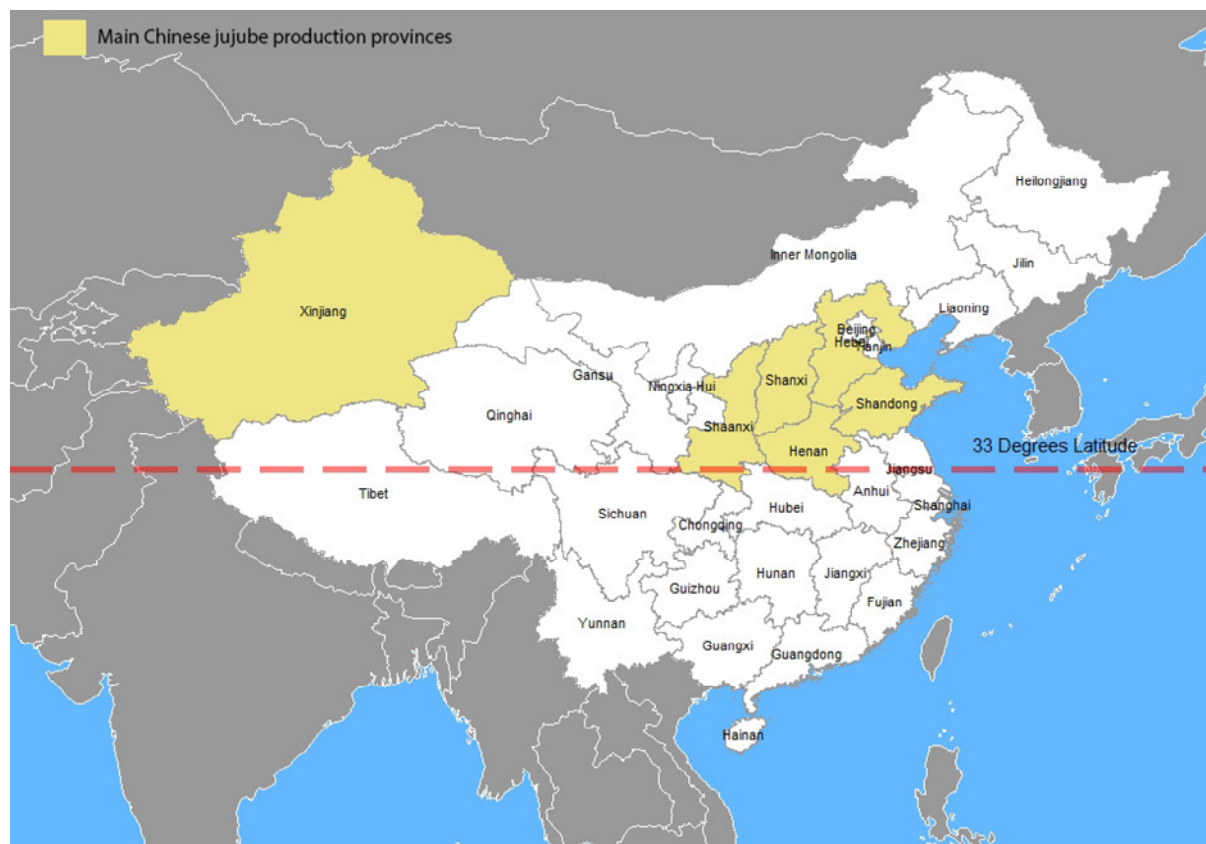 Main Chinese jujube production provinces
Heilongjiang
Inner Mongolia
Jilin
Xinjiang
Liaoning
Beijing
Hebei
Tianjin
Gansu
Ningxia Hui
Shanxi
Qinghai
Shandong
Shaanxi
Henan
33 Degrees Latitude
Jiangsu
Tibet
Anhui
Sichuan
Hubei
Shanghai
Chongqing
Zhejiang
Guizhou
Hunan
Jiangxi
Fujian
Yunnan
Guangxi
Guangdong
Hainan